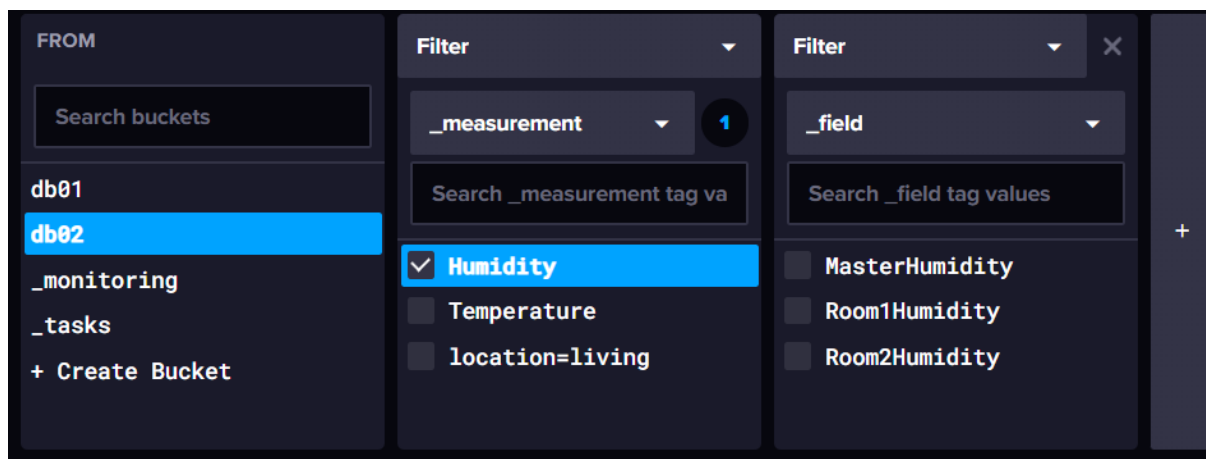 FROM
Search buckets
db01
db02
_monitoring
_tasks
+ Create Bucket
Filter
_measurement
1
Search _measurement tag va
Humidity
Temperature
location=living
Filter
_field
Search _field tag values
MasterHumidity
Room1Humidity
Room2Humidity
+